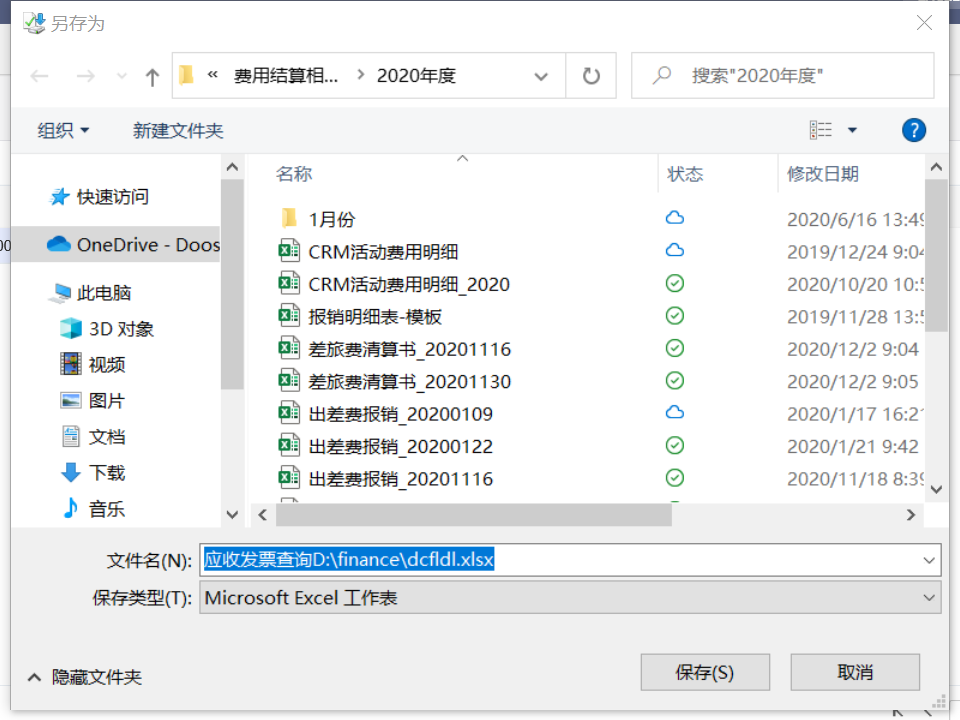 另存为
« 费用结算相... › 2020年度
搜索"2020年度"
组织 新建文件夹
?
名称 状态 修改日期
快速访问
OneDrive - Doos
此电脑
3D 对象
视频
图片
文档
下载
音乐
1月份 2020/6/16 13:49
CRM活动费用明细 2019/12/24 9:04
CRM活动费用明细_2020 2020/10/20 10:5
报销明细表-模板 2019/11/28 13:5
差旅费清算书_20201116 2020/12/2 9:04
差旅费清算书_20201130 2020/12/2 9:05
出差费报销_20200109 2020/1/17 16:21
出差费报销_20200122 2020/1/21 9:42
出差费报销_20201116 2020/11/18 8:39
文件名(N): 应收发票查询D:\finance\dcfldl.xlsx
保存类型(T): Microsoft Excel 工作表
隐藏文件夹
保存(S) 取消